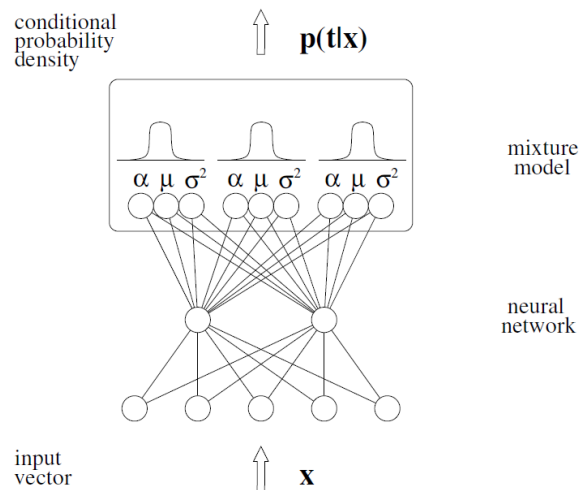 conditional
probability
density
p(t|x)
mixture
model
α μ σ² α μ σ² α μ σ²
neural
network
input
vector
x